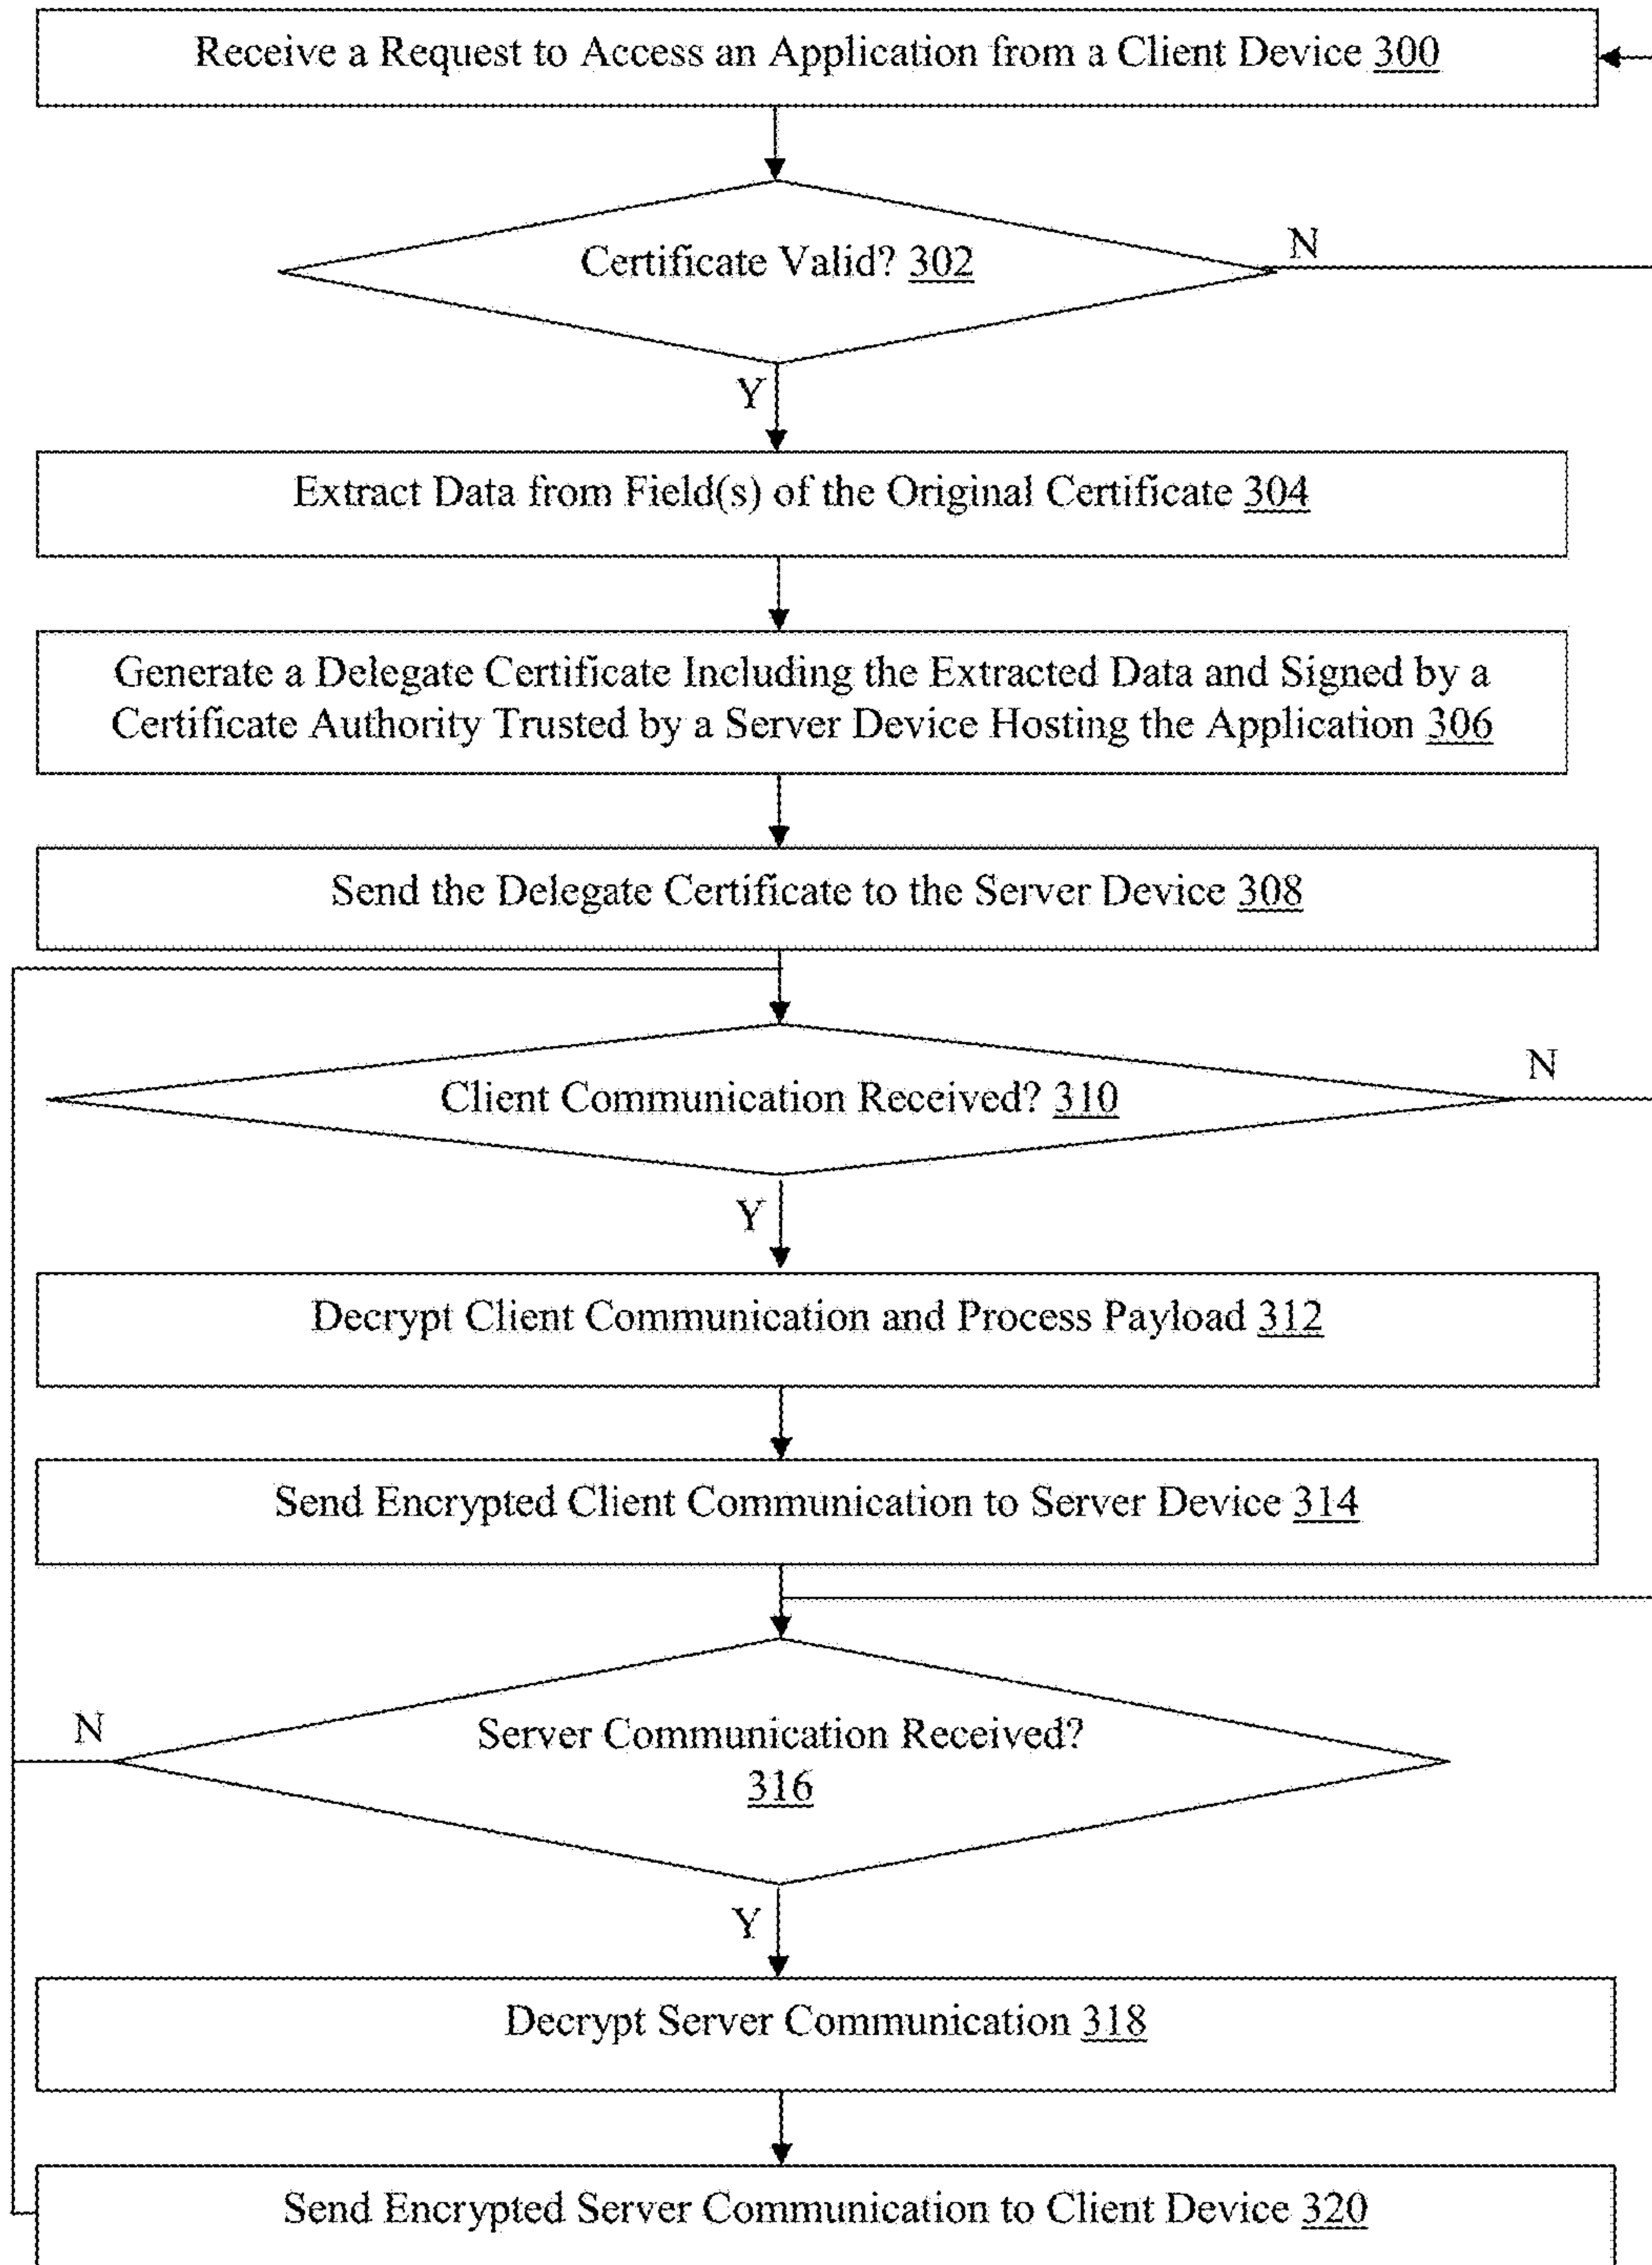 Receive a Request to Access an Application from a Client Device 300
Certificate Valid? 302
N
Y
Extract Data from Field(s) of the Original Certificate 304
Generate a Delegate Certificate Including the Extracted Data and Signed by a
Certificate Authority Trusted by a Server Device Hosting the Application 306
Send the Delegate Certificate to the Server Device 308
Client Communication Received? 310
N
Y
Decrypt Client Communication and Process Payload 312
Send Encrypted Client Communication to Server Device 314
N
Server Communication Received?
316
Y
Decrypt Server Communication 318
Send Encrypted Server Communication to Client Device 320